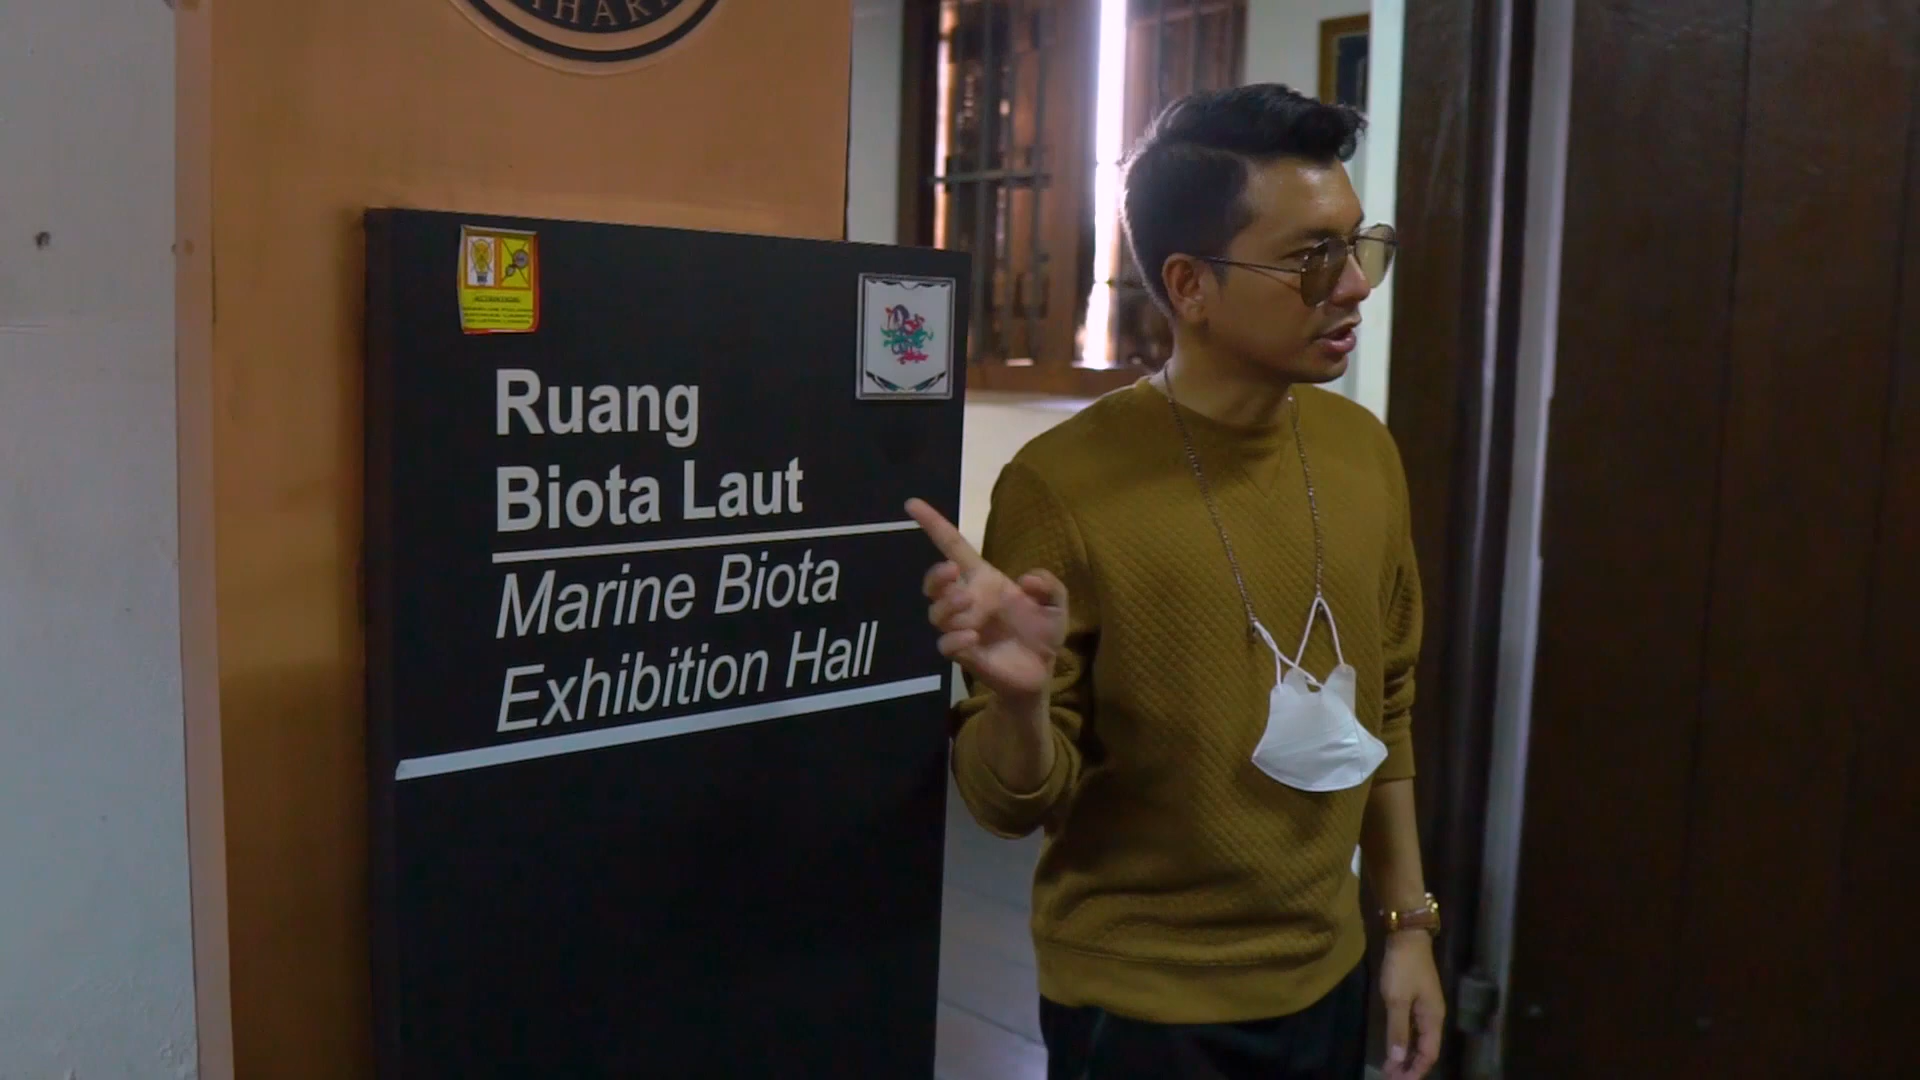 Ruang
Biota Laut
Marine Biota
Exhibition Hall